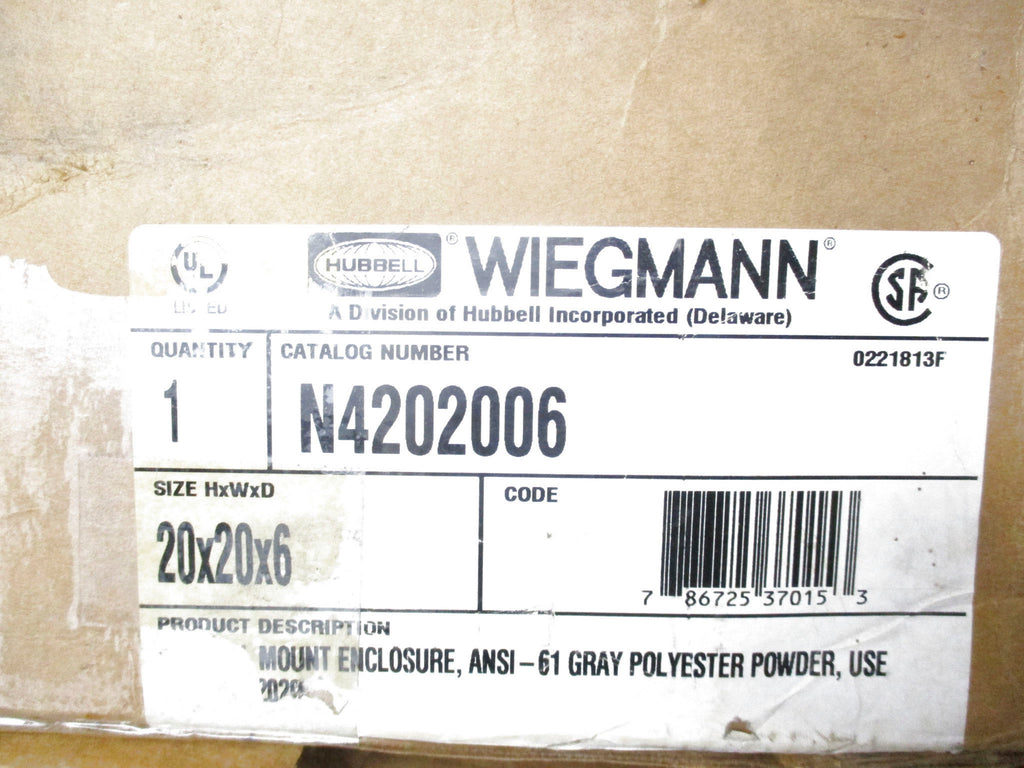 UL
LISTED
HUBBELL ® WIEGMANN ®
A Division of Hubbell Incorporated (Delaware)
SA ®
QUANTITY
1
CATALOG NUMBER
0221813F
N4202006
SIZE HxWxD
20x20x6
CODE
7 86725 37015 3
PRODUCT DESCRIPTION
MOUNT ENCLOSURE, ANSI-61 GRAY POLYESTER POWDER, USE